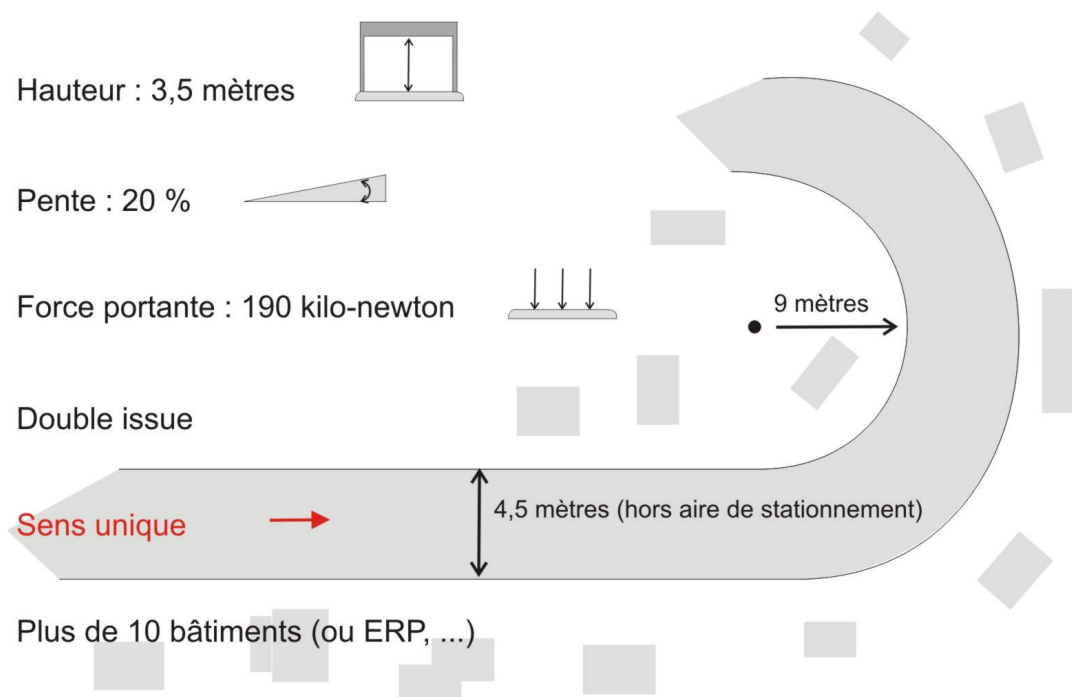 Hauteur : 3,5 mètres
Pente : 20 %
Force portante : 190 kilo-newton
9 mètres
Double issue
4,5 mètres (hors aire de stationnement)
Sens unique
Plus de 10 bâtiments (ou ERP, ...)